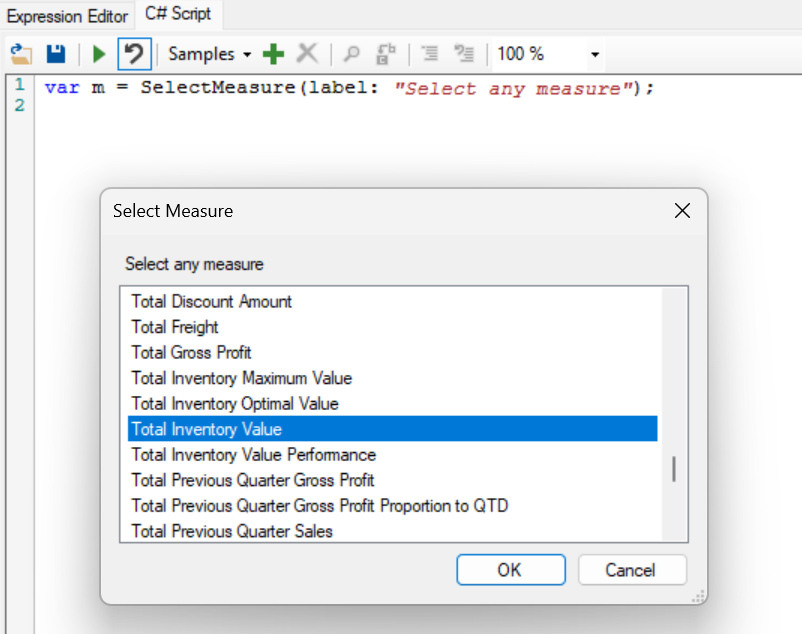 Expression Editor C# Script
Samples 100 %
1 var m = SelectMeasure(label: "Select any measure");
2
Select Measure
Select any measure
Total Discount Amount
Total Freight
Total Gross Profit
Total Inventory Maximum Value
Total Inventory Optimal Value
Total Inventory Value
Total Inventory Value Performance
Total Previous Quarter Gross Profit
Total Previous Quarter Gross Profit Proportion to QTD
Total Previous Quarter Sales
OK Cancel